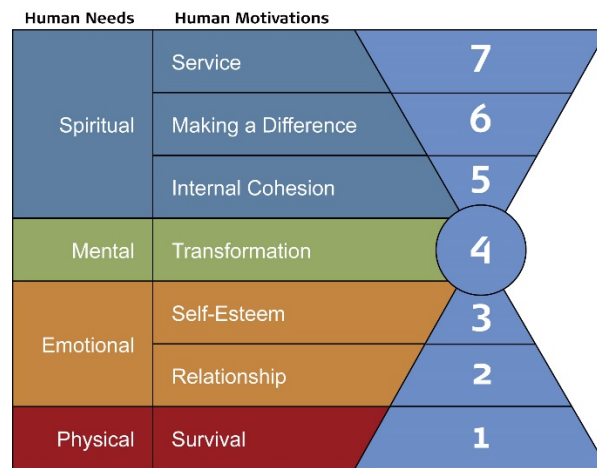 Human Needs Human Motivations
Service 7
Spiritual Making a Difference 6
Internal Cohesion 5
Mental Transformation 4
Self-Esteem 3
Emotional
Relationship 2
Physical Survival 1